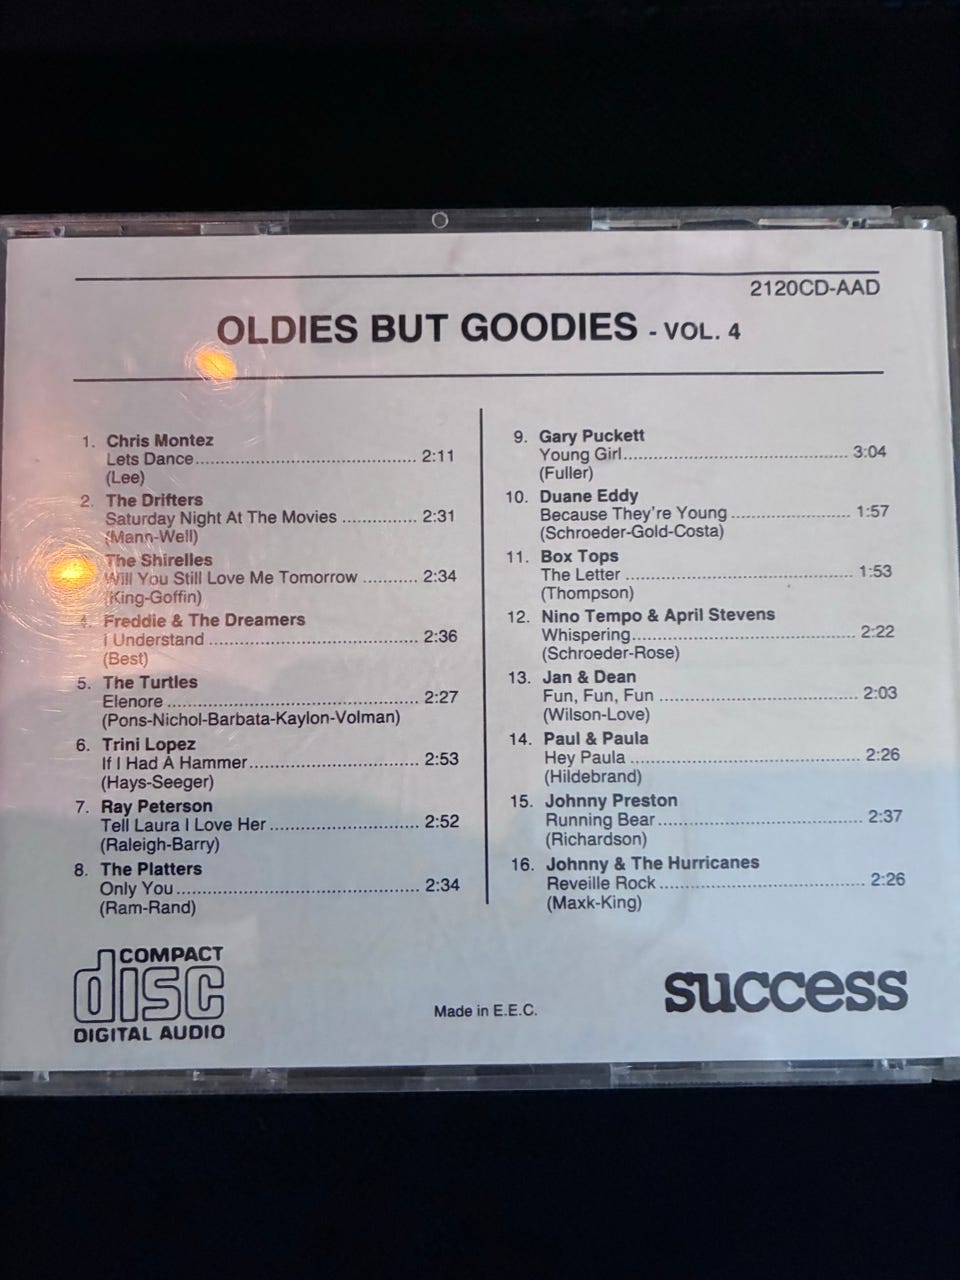 2120CD-AAD
OLDIES BUT GOODIES - VOL. 4
1. Chris Montez
Lets Dance........................................ 2:11
(Lee)
2. The Drifters
Saturday Night At The Movies .............. 2:31
(Mann-Well)
The Shirelles
Will You Still Love Me Tomorrow .......... 2:34
(King-Goffin)
4. Freddie & The Dreamers
I Understand ...................................... 2:36
(Best)
5. The Turtles
Elenore .............................................. 2:27
(Pons-Nichol-Barbata-Kaylon-Volman)
6. Trini Lopez
If I Had A Hammer............................... 2:53
(Hays-Seeger)
7. Ray Peterson
Tell Laura I Love Her ........................... 2:52
(Raleigh-Barry)
8. The Platters
Only You ............................................ 2:34
(Ram-Rand)
9. Gary Puckett
Young Girl.......................................... 3:04
(Fuller)
10. Duane Eddy
Because They're Young ...................... 1:57
(Schroeder-Gold-Costa)
11. Box Tops
The Letter .......................................... 1:53
(Thompson)
12. Nino Tempo & April Stevens
Whispering......................................... 2:22
(Schroeder-Rose)
13. Jan & Dean
Fun, Fun, Fun .................................... 2:03
(Wilson-Love)
14. Paul & Paula
Hey Paula .......................................... 2:26
(Hildebrand)
15. Johnny Preston
Running Bear...................................... 2:37
(Richardson)
16. Johnny & The Hurricanes
Reveille Rock...................................... 2:26
(Maxk-King)
COMPACT
disc
DIGITAL AUDIO
Made in E.E.C.
success